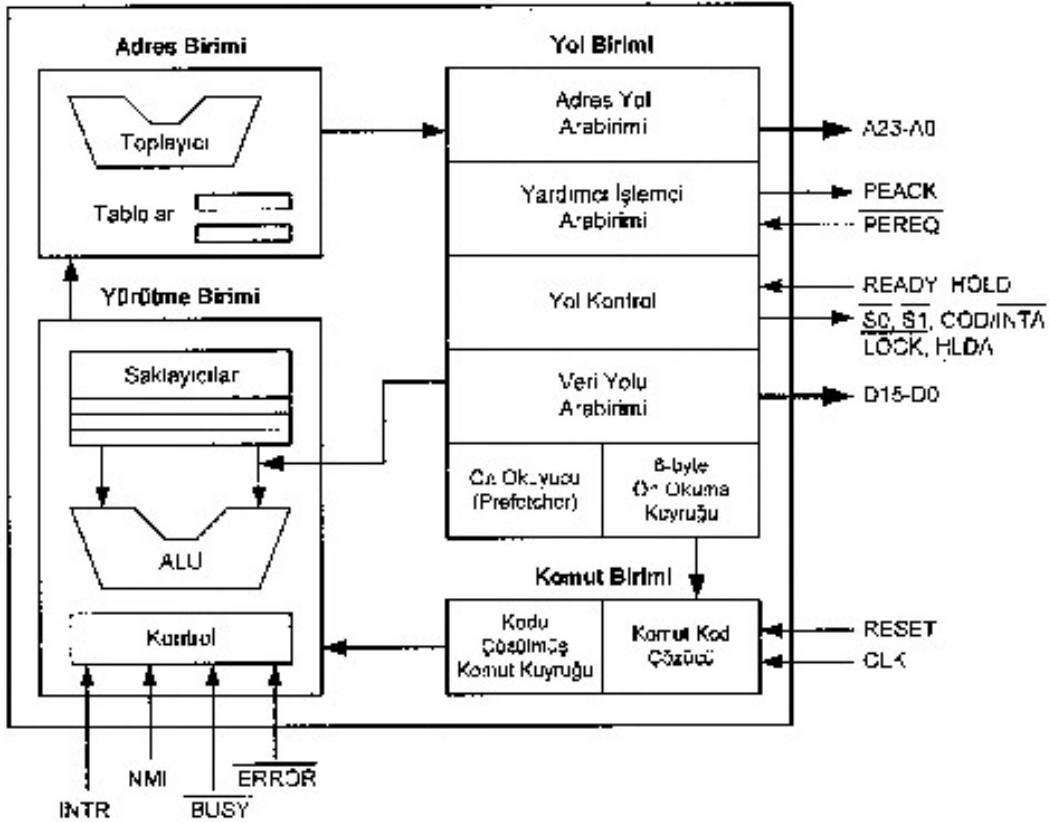 Adres Birimi
Toplayıcı
Tablolar
Yürütme Birimi
Saklayıcılar
ALU
Kontrol
INTR
NMI
BUSY
ERROR
Yol Birimi
Adres Yol
Arabirimi
Yardımcı İşlemci
Arabirimi
Yol Kontrol
Veri Yolu
Arabirimi
Ön Okuyucu
(Prefetcher)
6-byte
Ön Okuma
Kuyruğu
Komut Birimi
Kodu
Çözülmüş
Komut Kuyruğu
Komut Kod
Çözücü
A23-A0
PEACK
PEREQ
READY HOLD
S0, S1, COD/INTA
LOCK, HLDA
D15-D0
RESET
CLK